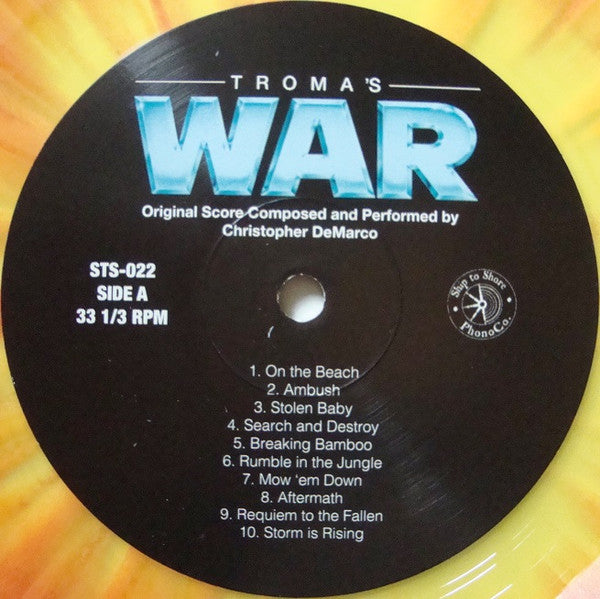 TROMA'S
WAR
Original Score Composed and Performed by
Christopher DeMarco
STS-022
SIDE A
33 1/3 RPM
Ship to Shore
PhonoCo.
1. On the Beach
2. Ambush
3. Stolen Baby
4. Search and Destroy
5. Breaking Bamboo
6. Rumble in the Jungle
7. Mow 'em Down
8. Aftermath
9. Requiem to the Fallen
10. Storm is Rising